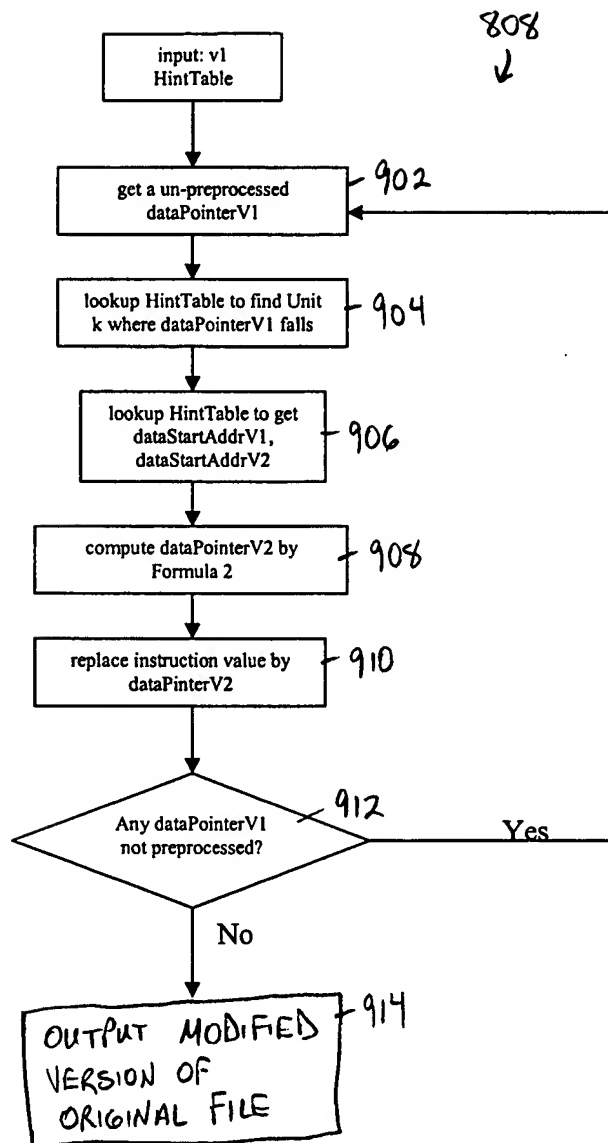 808
input: v1
HintTable
902
get a un-preprocessed
dataPointerV1
lookup HintTable to find Unit
k where dataPointerV1 falls
904
lookup HintTable to get
dataStartAddrV1,
dataStartAddrV2
906
compute dataPointerV2 by
Formula 2
908
replace instruction value by
dataPinterV2
910
912
Any dataPointerV1
not preprocessed?
Yes
No
OUTPUT MODIFIED
VERSION OF
ORIGINAL FILE
914